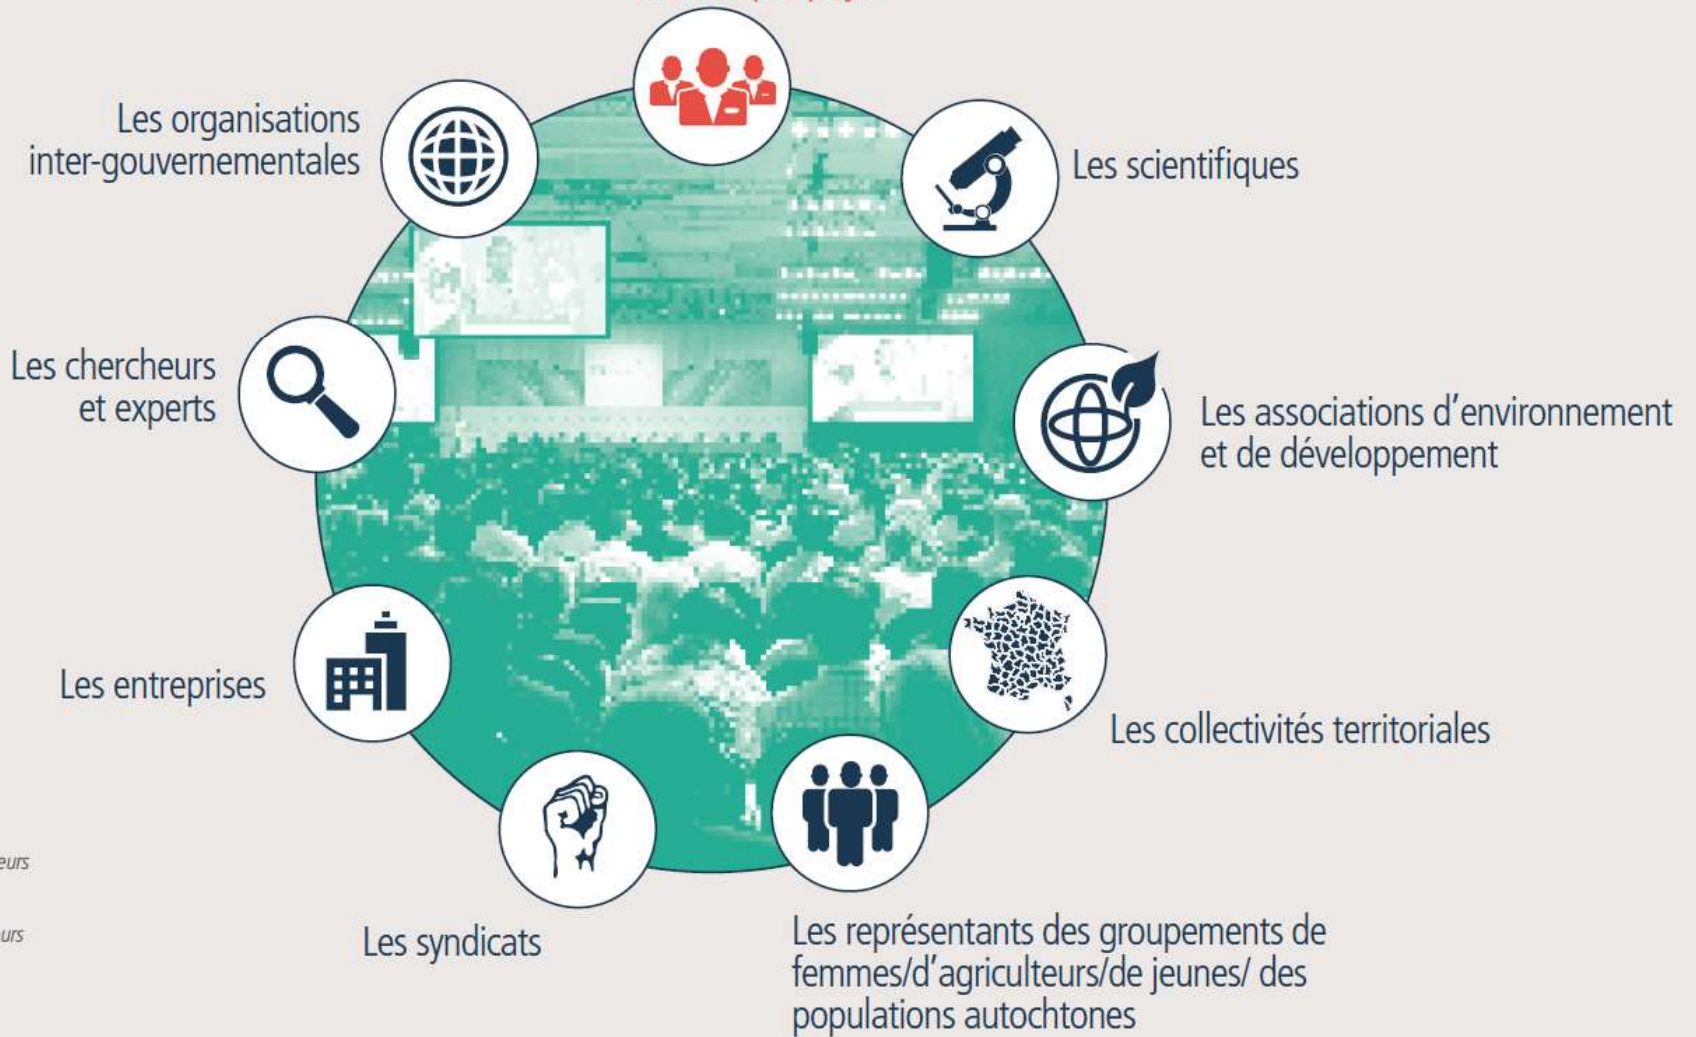 Les organisations
inter-gouvernementales
Les scientifiques
Les chercheurs
et experts
Les associations d'environnement
et de développement
Les entreprises
Les collectivités territoriales
Les syndicats
Les représentants des groupements de
femmes/d'agriculteurs/de jeunes/ des
populations autochtones